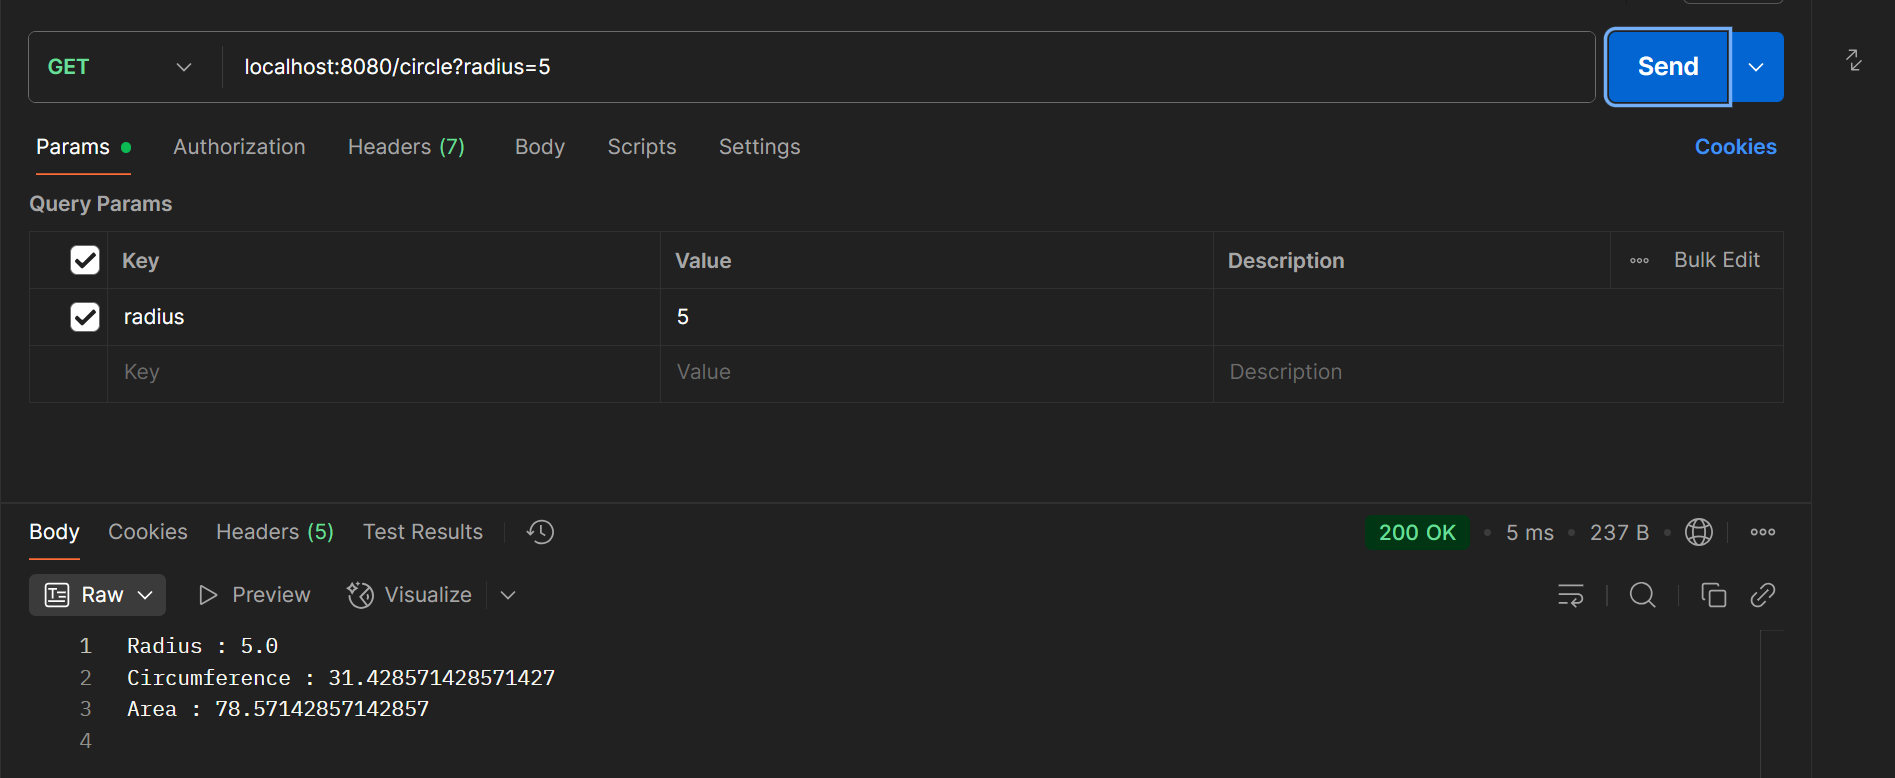 GET localhost:8080/circle?radius=5 Send
Params Authorization Headers (7) Body Scripts Settings Cookies
Query Params
Key Value Description Bulk Edit
radius 5
Key Value Description
Body Cookies Headers (5) Test Results 200 OK • 5 ms • 237 B •
Raw Preview Visualize
1 Radius : 5.0
2 Circumference : 31.428571428571427
3 Area : 78.57142857142857
4